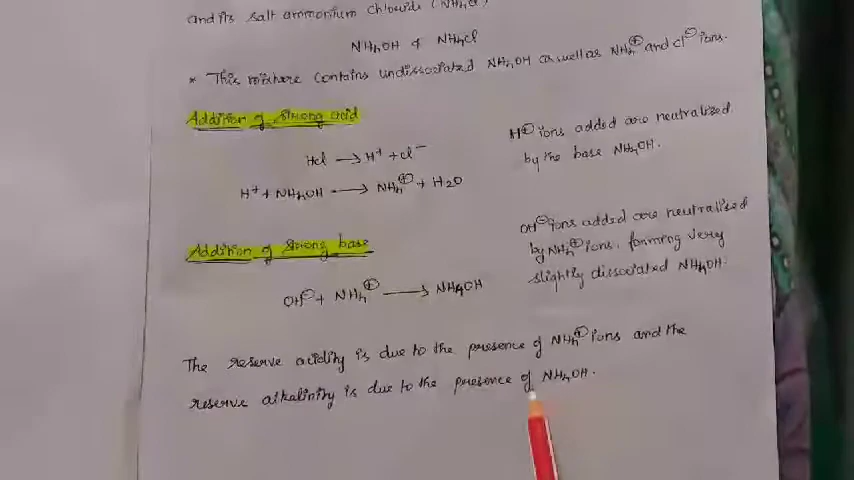 and its salt ammonium chloride (NH4Cl)
NH4OH & NH4Cl
* This mixture contains undissociated NH4OH as well as NH4⊕ and Cl⊖ ions.
Addition of strong acid
HCl → H+ + Cl−
H+ + NH4OH → NH4⊕ + H2O
H⊕ ions added are neutralized
by the base NH4OH.
Addition of strong base
OH⊖ + NH4⊕ → NH4OH
OH⊖ ions added are neutralised
by NH4⊕ ions, forming very
slightly dissociated NH4OH.
The reserve acidity is due to the presence of NH4⊕ ions and the
reserve alkalinity is due to the presence of NH4OH.